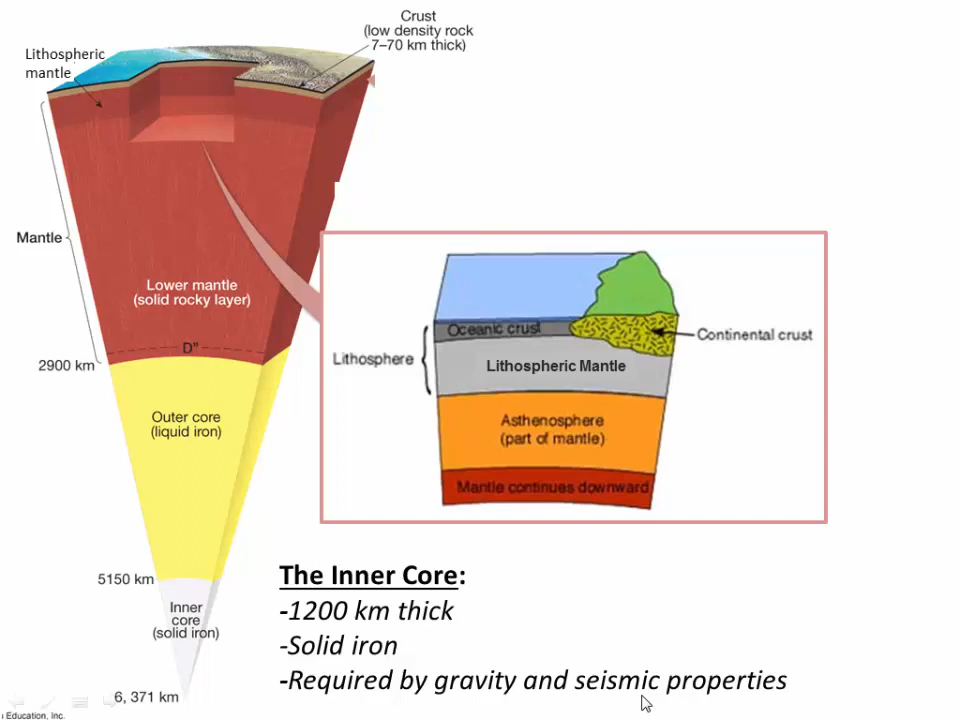 Crust
(low density rock
7–70 km thick)
Lithospheric
mantle
Mantle
Lower mantle
(solid rocky layer)
D”
2900 km
Outer core
(liquid iron)
5150 km
Inner
core
(solid iron)
6, 371 km
Oceanic crust
Continental crust
Lithosphere
Lithospheric Mantle
Asthenosphere
(part of mantle)
Mantle continues downward
The Inner Core:
-1200 km thick
-Solid iron
-Required by gravity and seismic properties
Education, Inc.